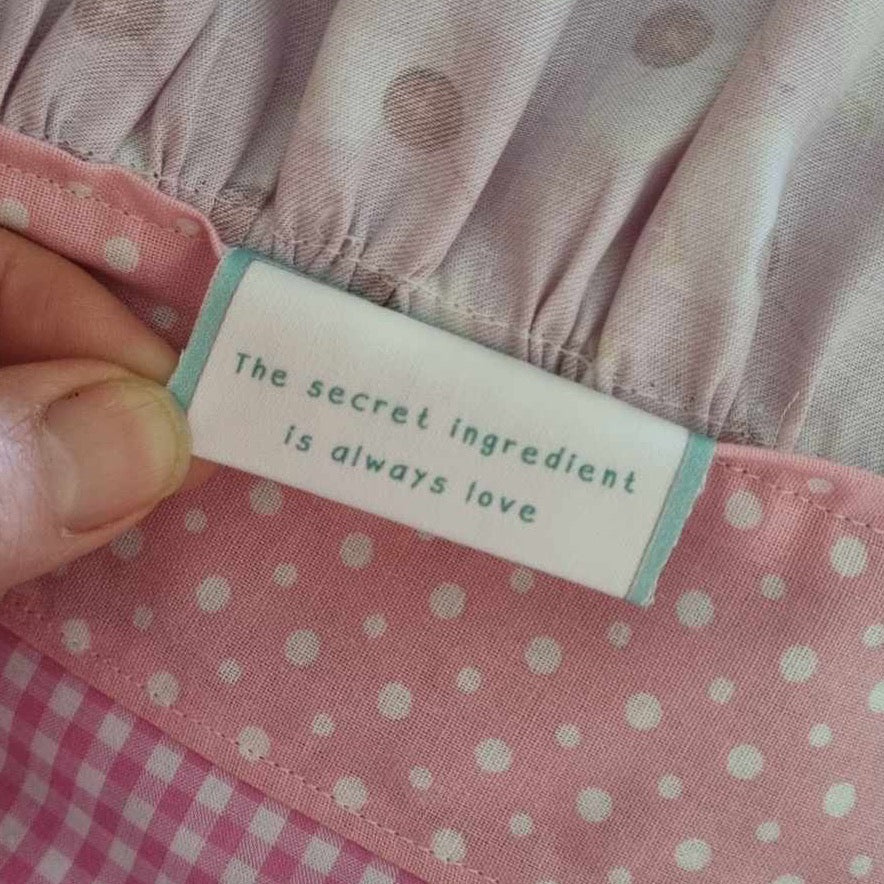 The secret ingredient
is always love